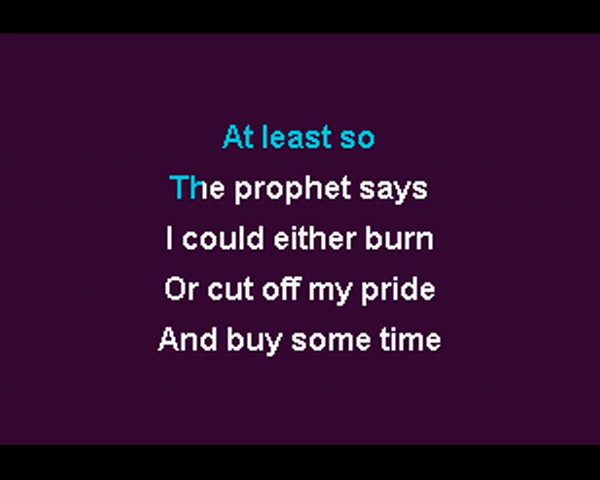 At least so
The prophet says
I could either burn
Or cut off my pride
And buy some time